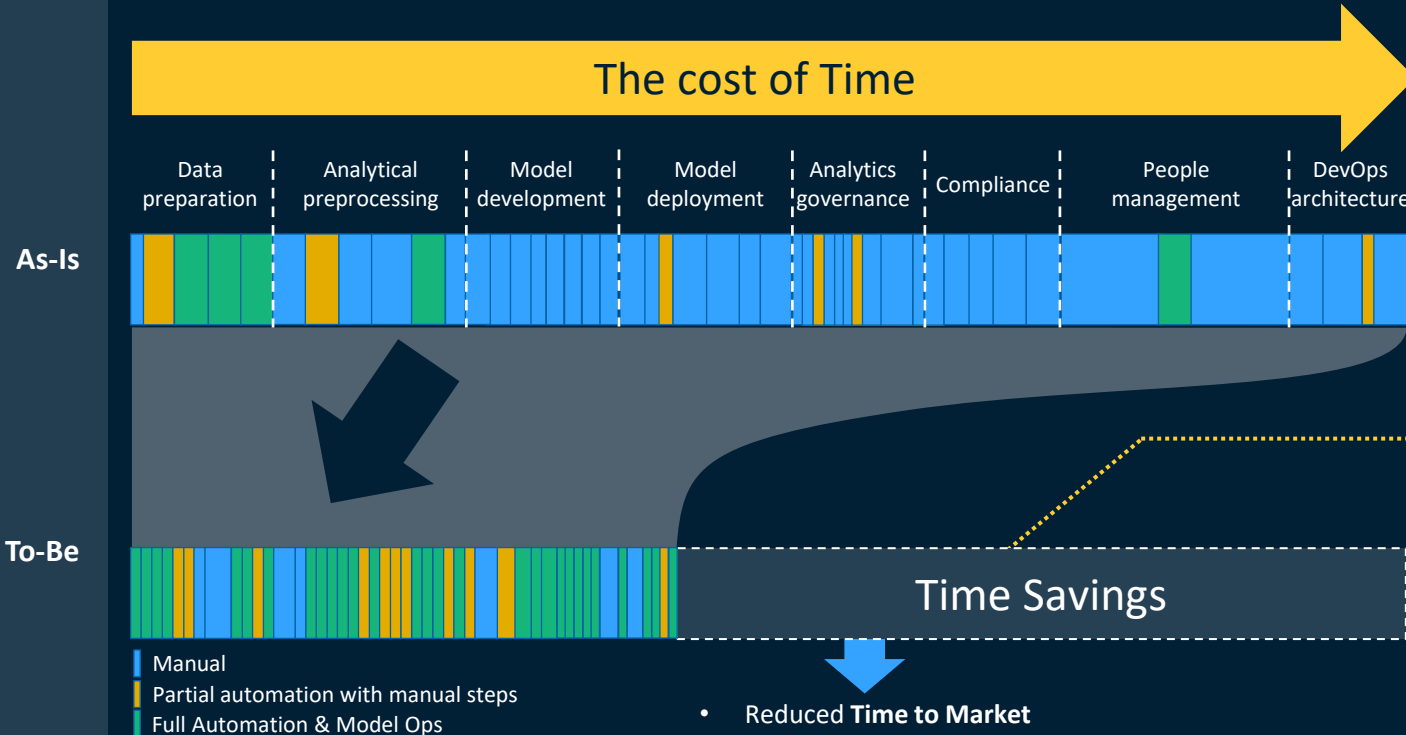 The cost of Time
Data
preparation
Analytical
preprocessing
Model
development
Model
deployment
Analytics
governance
Compliance
People
management
DevOps
architecture
As-Is
To-Be
Time Savings
Manual
Partial automation with manual steps
Full Automation & Model Ops
• Reduced Time to Market